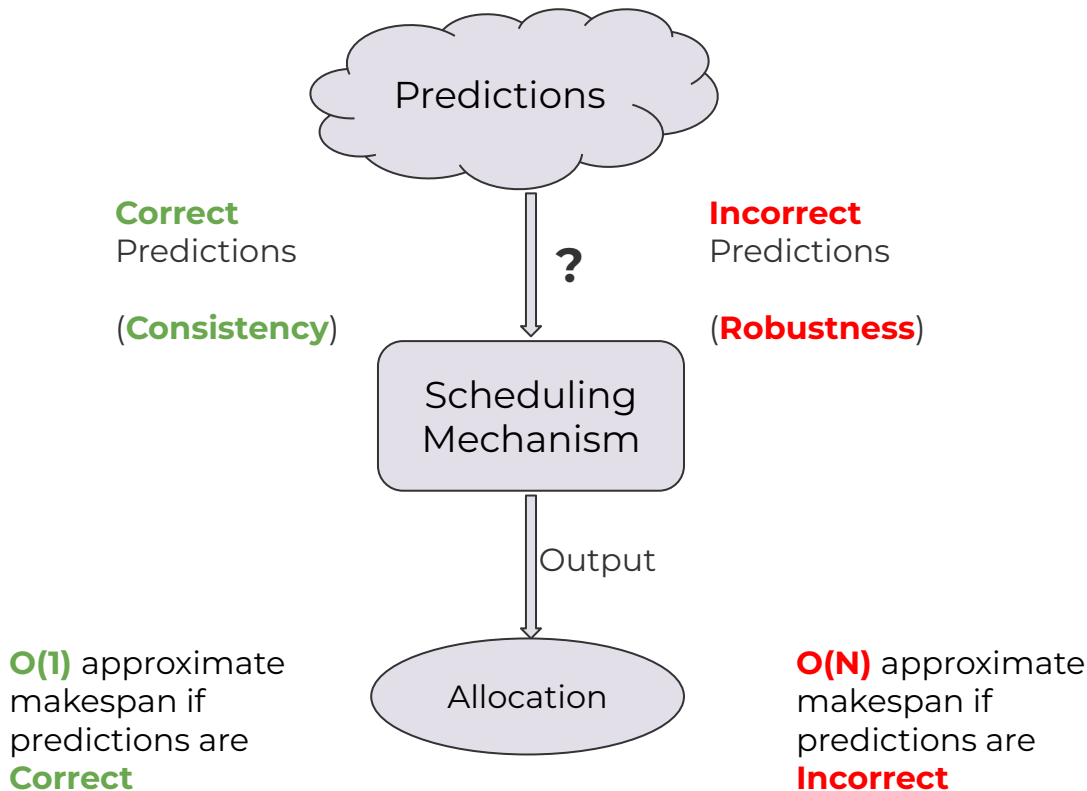 Predictions
Correct
Predictions
(Consistency)
?
Incorrect
Predictions
(Robustness)
Scheduling
Mechanism
Output
O(1) approximate
makespan if
predictions are
Correct
Allocation
O(N) approximate
makespan if
predictions are
Incorrect